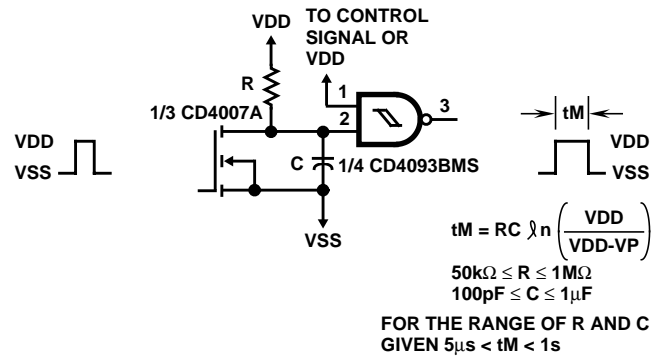 VDD
TO CONTROL
SIGNAL OR
VDD
R
1
1/3 CD4007A
2
3
C
1/4 CD4093BMS
VSS
VDD
VSS
tM
VDD
VSS
tM = RC ℓn (VDD / VDD-VP)
50kΩ ≤ R ≤ 1MΩ
100pF ≤ C ≤ 1μF
FOR THE RANGE OF R AND C
GIVEN 5μs < tM < 1s